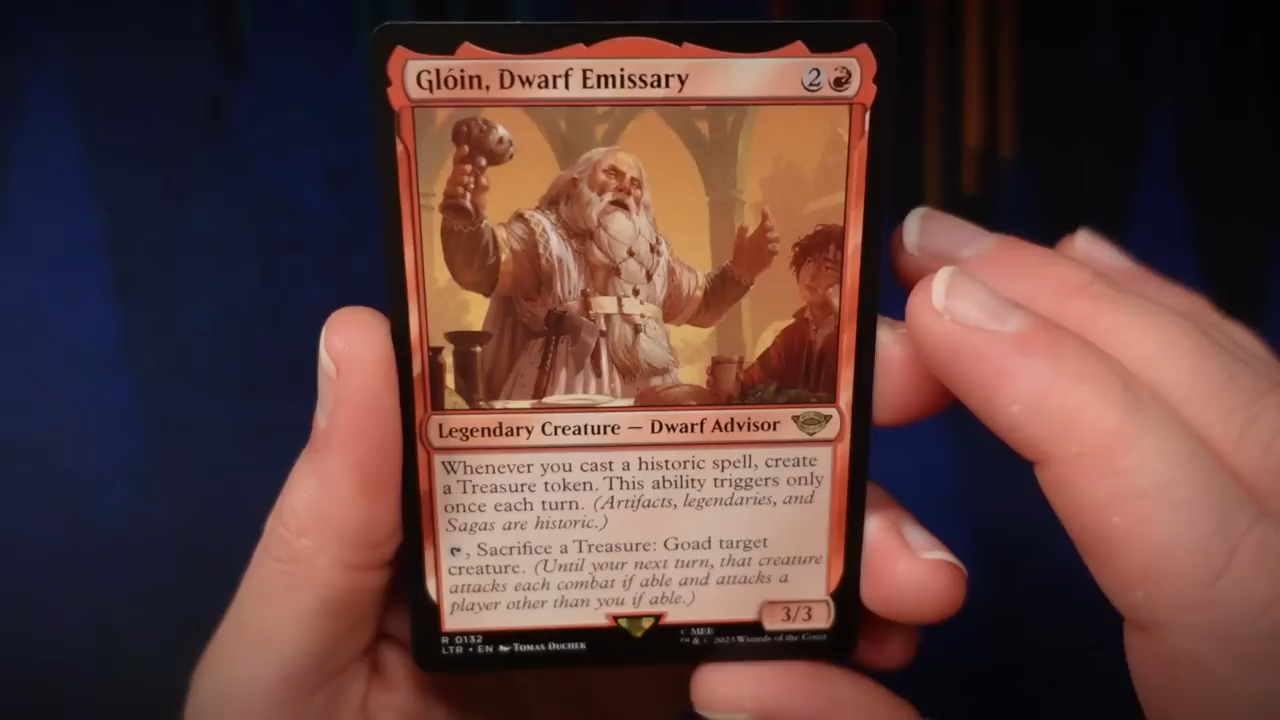 Glóin, Dwarf Emissary 2
Legendary Creature — Dwarf Advisor
Whenever you cast a historic spell, create
a Treasure token. This ability triggers only
once each turn. (Artifacts, legendaries, and
Sagas are historic.)
, Sacrifice a Treasure: Goad target
creature. (Until your next turn, that creature
attacks each combat if able and attacks a
player other than you if able.)
3/3
R 0132
LTR • EN Tomas Duchek
MEE
™ & © 2023 Wizards of the Coast